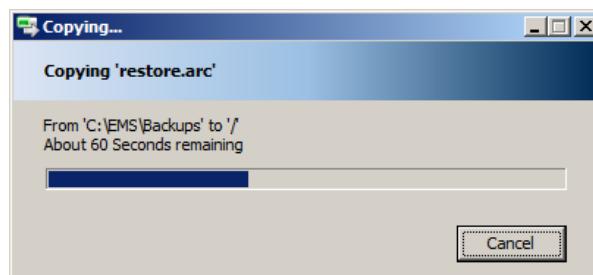 Copying...
Copying 'restore.arc'
From 'C:\EMS\Backups' to '/'
About 60 Seconds remaining
Cancel